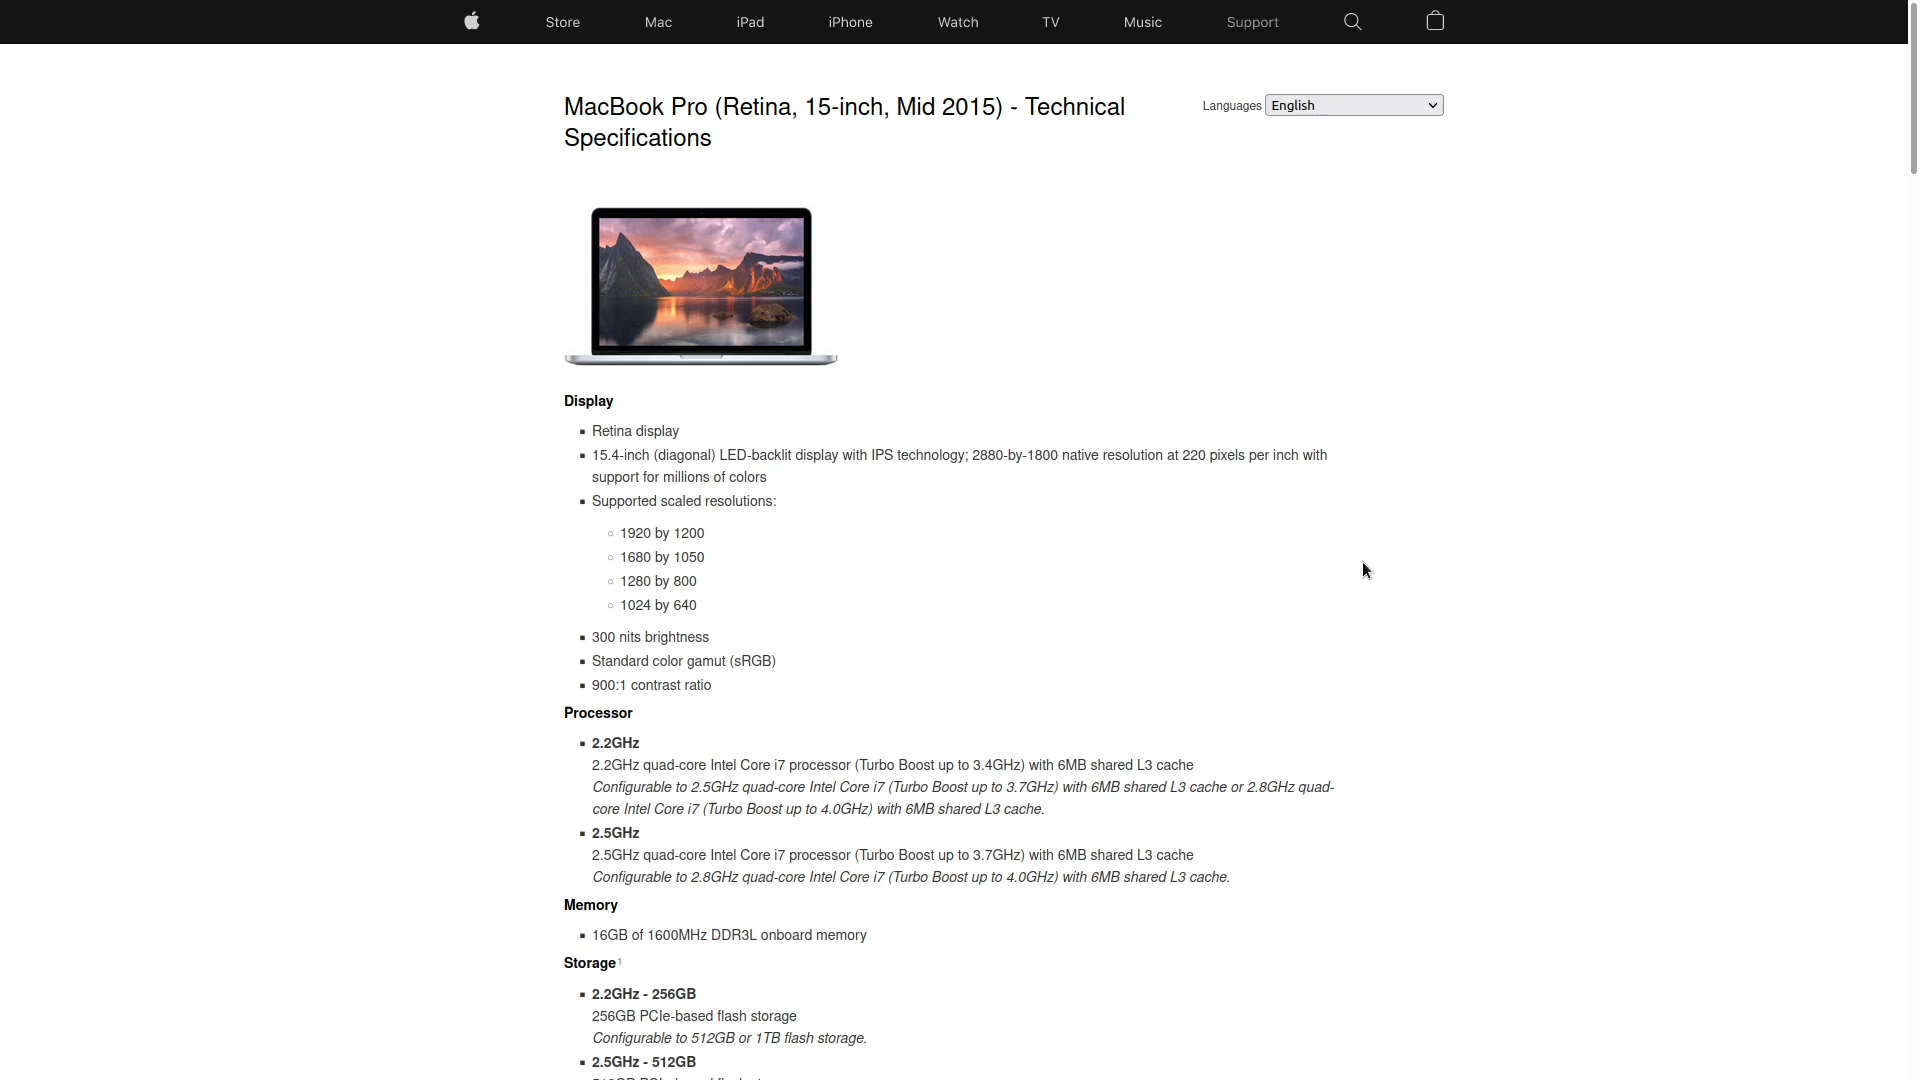 Store Mac iPad iPhone Watch TV Music Support
MacBook Pro (Retina, 15-inch, Mid 2015) - Technical
Specifications
Languages English
Display
Retina display
15.4-inch (diagonal) LED-backlit display with IPS technology; 2880-by-1800 native resolution at 220 pixels per inch with
support for millions of colors
Supported scaled resolutions:
1920 by 1200
1680 by 1050
1280 by 800
1024 by 640
300 nits brightness
Standard color gamut (sRGB)
900:1 contrast ratio
Processor
2.2GHz
2.2GHz quad-core Intel Core i7 processor (Turbo Boost up to 3.4GHz) with 6MB shared L3 cache
Configurable to 2.5GHz quad-core Intel Core i7 (Turbo Boost up to 3.7GHz) with 6MB shared L3 cache or 2.8GHz quad-
core Intel Core i7 (Turbo Boost up to 4.0GHz) with 6MB shared L3 cache.
2.5GHz
2.5GHz quad-core Intel Core i7 processor (Turbo Boost up to 3.7GHz) with 6MB shared L3 cache
Configurable to 2.8GHz quad-core Intel Core i7 (Turbo Boost up to 4.0GHz) with 6MB shared L3 cache.
Memory
16GB of 1600MHz DDR3L onboard memory
Storage1
2.2GHz - 256GB
256GB PCIe-based flash storage
Configurable to 512GB or 1TB flash storage.
2.5GHz - 512GB